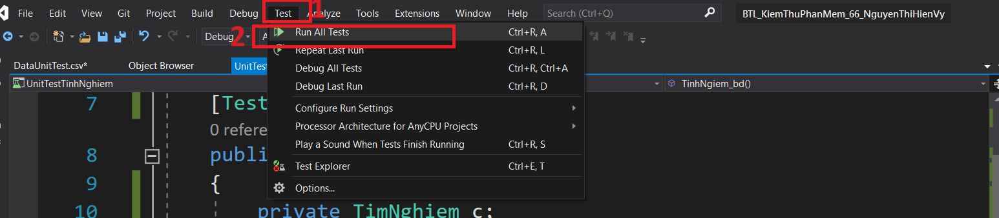 File Edit View Git Project Build Debug Test Analyze Tools Extensions Window Help Search (Ctrl+Q) BTL_KiemThuPhanMem_66_NguyenThiHienVy
1
2
Debug
Run All Tests Ctrl+R, A
Repeat Last Run Ctrl+R, L
Debug All Tests Ctrl+R, Ctrl+A
Debug Last Run Ctrl+R, D
Configure Run Settings
Processor Architecture for AnyCPU Projects
Play a Sound When Tests Finish Running Ctrl+R, S
Test Explorer Ctrl+E, T
Options...
DataUnitTest.csv* Object Browser UnitTest
UnitTestTinhNghiem TinhNgiem_bd()
7 [Test
0 refere
8 publi
9 {
10 private TimNghiem c;